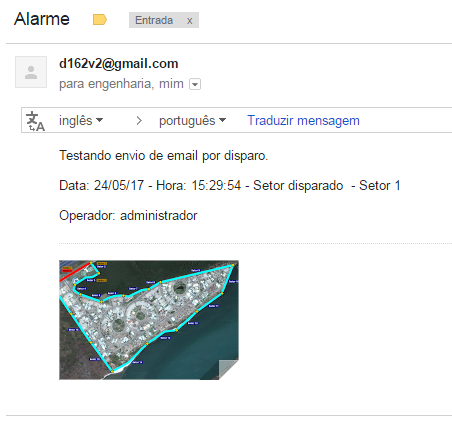 Alarme Entrada x
d162v2@gmail.com
para engenharia, mim
inglês > português Traduzir mensagem
Testando envio de email por disparo.
Data: 24/05/17 - Hora: 15:29:54 - Setor disparado - Setor 1
Operador: administrador